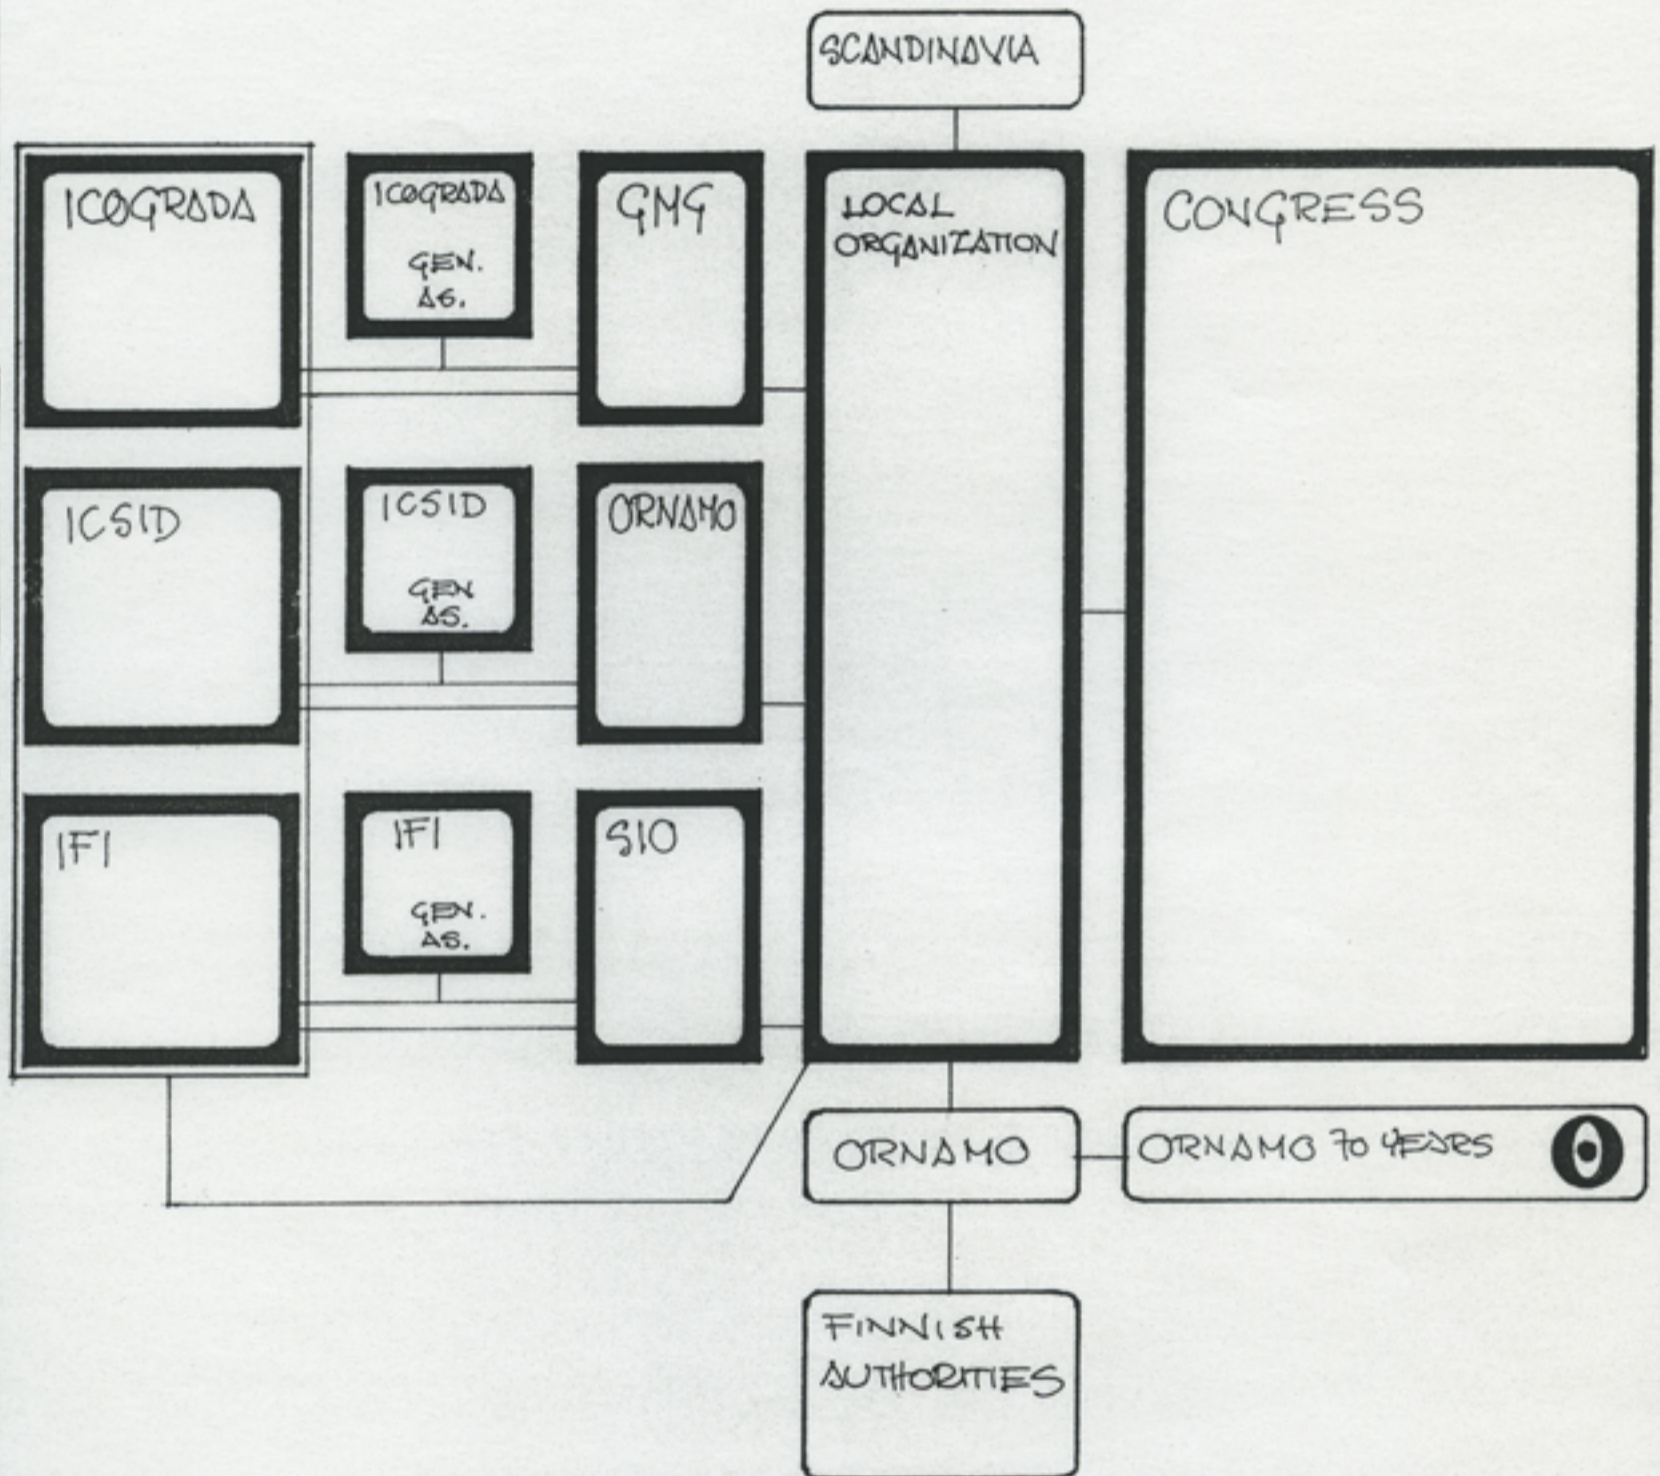 SCANDINAVIA
ICOGRADA
ICOGRADA
GEN.
AS.
GMG
LOCAL
ORGANIZATION
CONGRESS
ICSID
ICSID
GEN
AS.
ORNAMO
IFI
IFI
GEN.
AS.
SIO
ORNAMO
ORNAMO 70 YEARS
FINNISH
AUTHORITIES